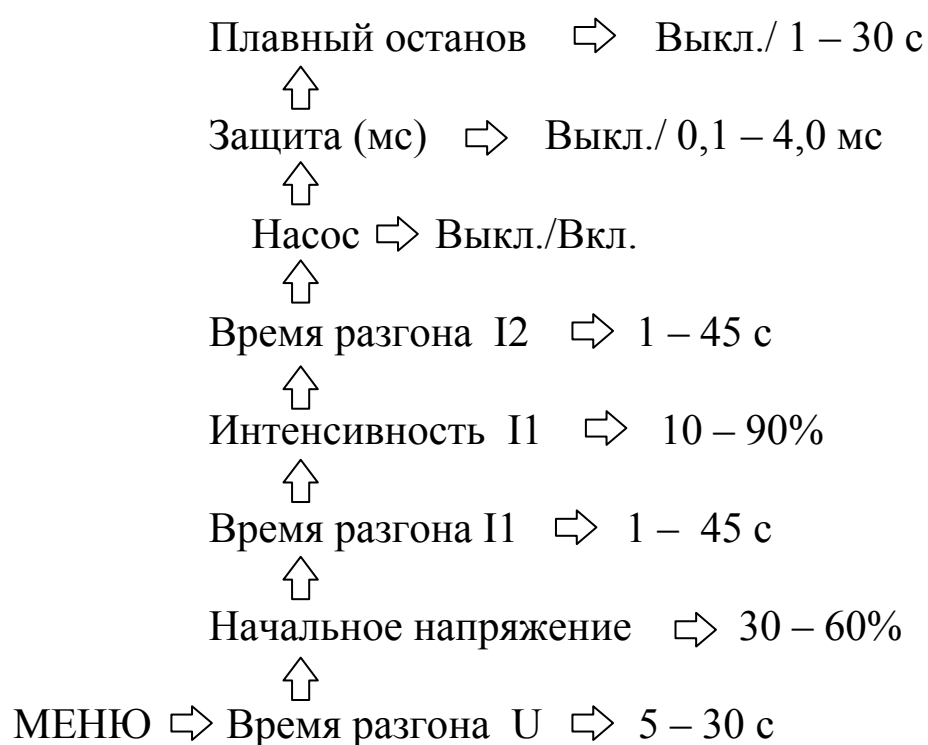 Плавный останов Выкл./ 1 – 30 с
Защита (мс) Выкл./ 0,1 – 4,0 мс
Насос Выкл./Вкл.
Время разгона I2 1 – 45 с
Интенсивность I1 10 – 90%
Время разгона I1 1 – 45 с
Начальное напряжение 30 – 60%
МЕНЮ Время разгона U 5 – 30 с